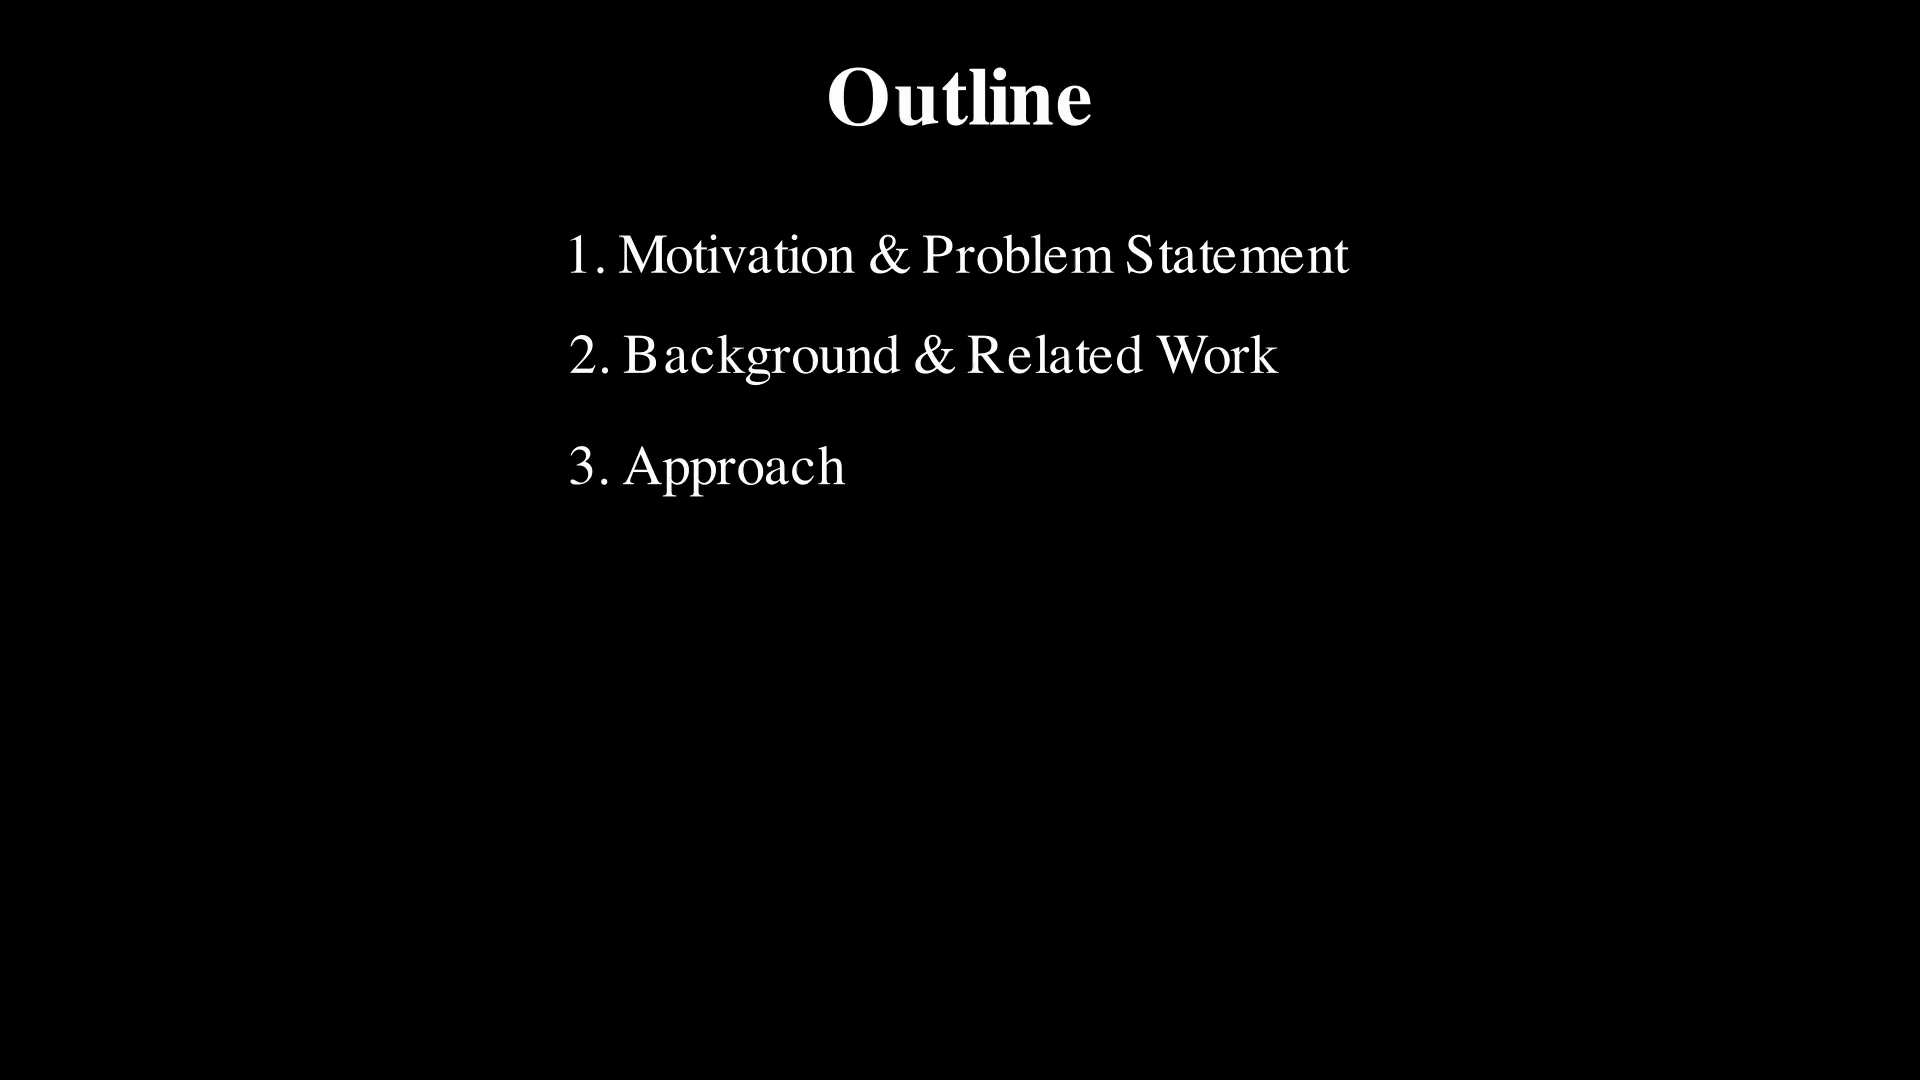 Outline
1. Motivation & Problem Statement
2. Background & Related Work
3. Approach